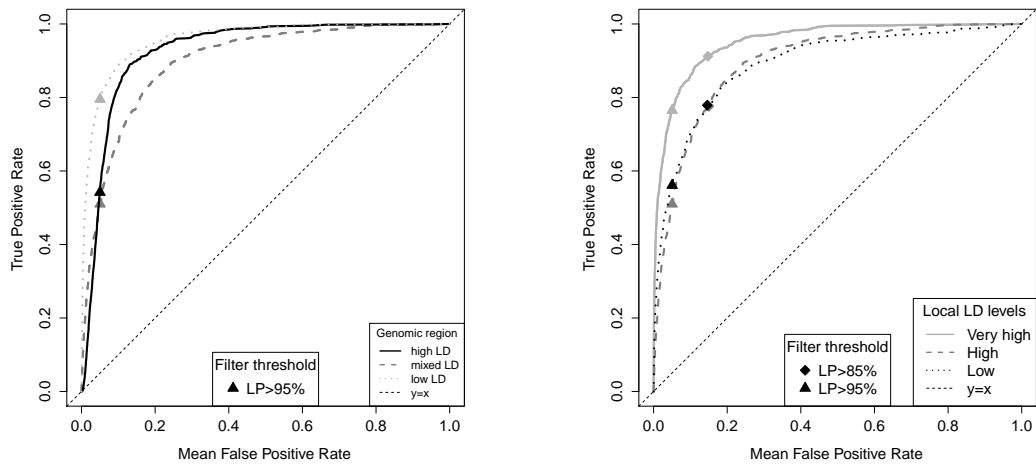 True Positive Rate
1.0
0.8
0.6
0.4
0.2
0.0
0.0 0.2 0.4 0.6 0.8 1.0
Mean False Positive Rate
Filter threshold
LP>95%
Genomic region
high LD
mixed LD
low LD
y=x
True Positive Rate
1.0
0.8
0.6
0.4
0.2
0.0
0.0 0.2 0.4 0.6 0.8 1.0
Mean False Positive Rate
Filter threshold
LP>85%
LP>95%
Local LD levels
Very high
High
Low
y=x